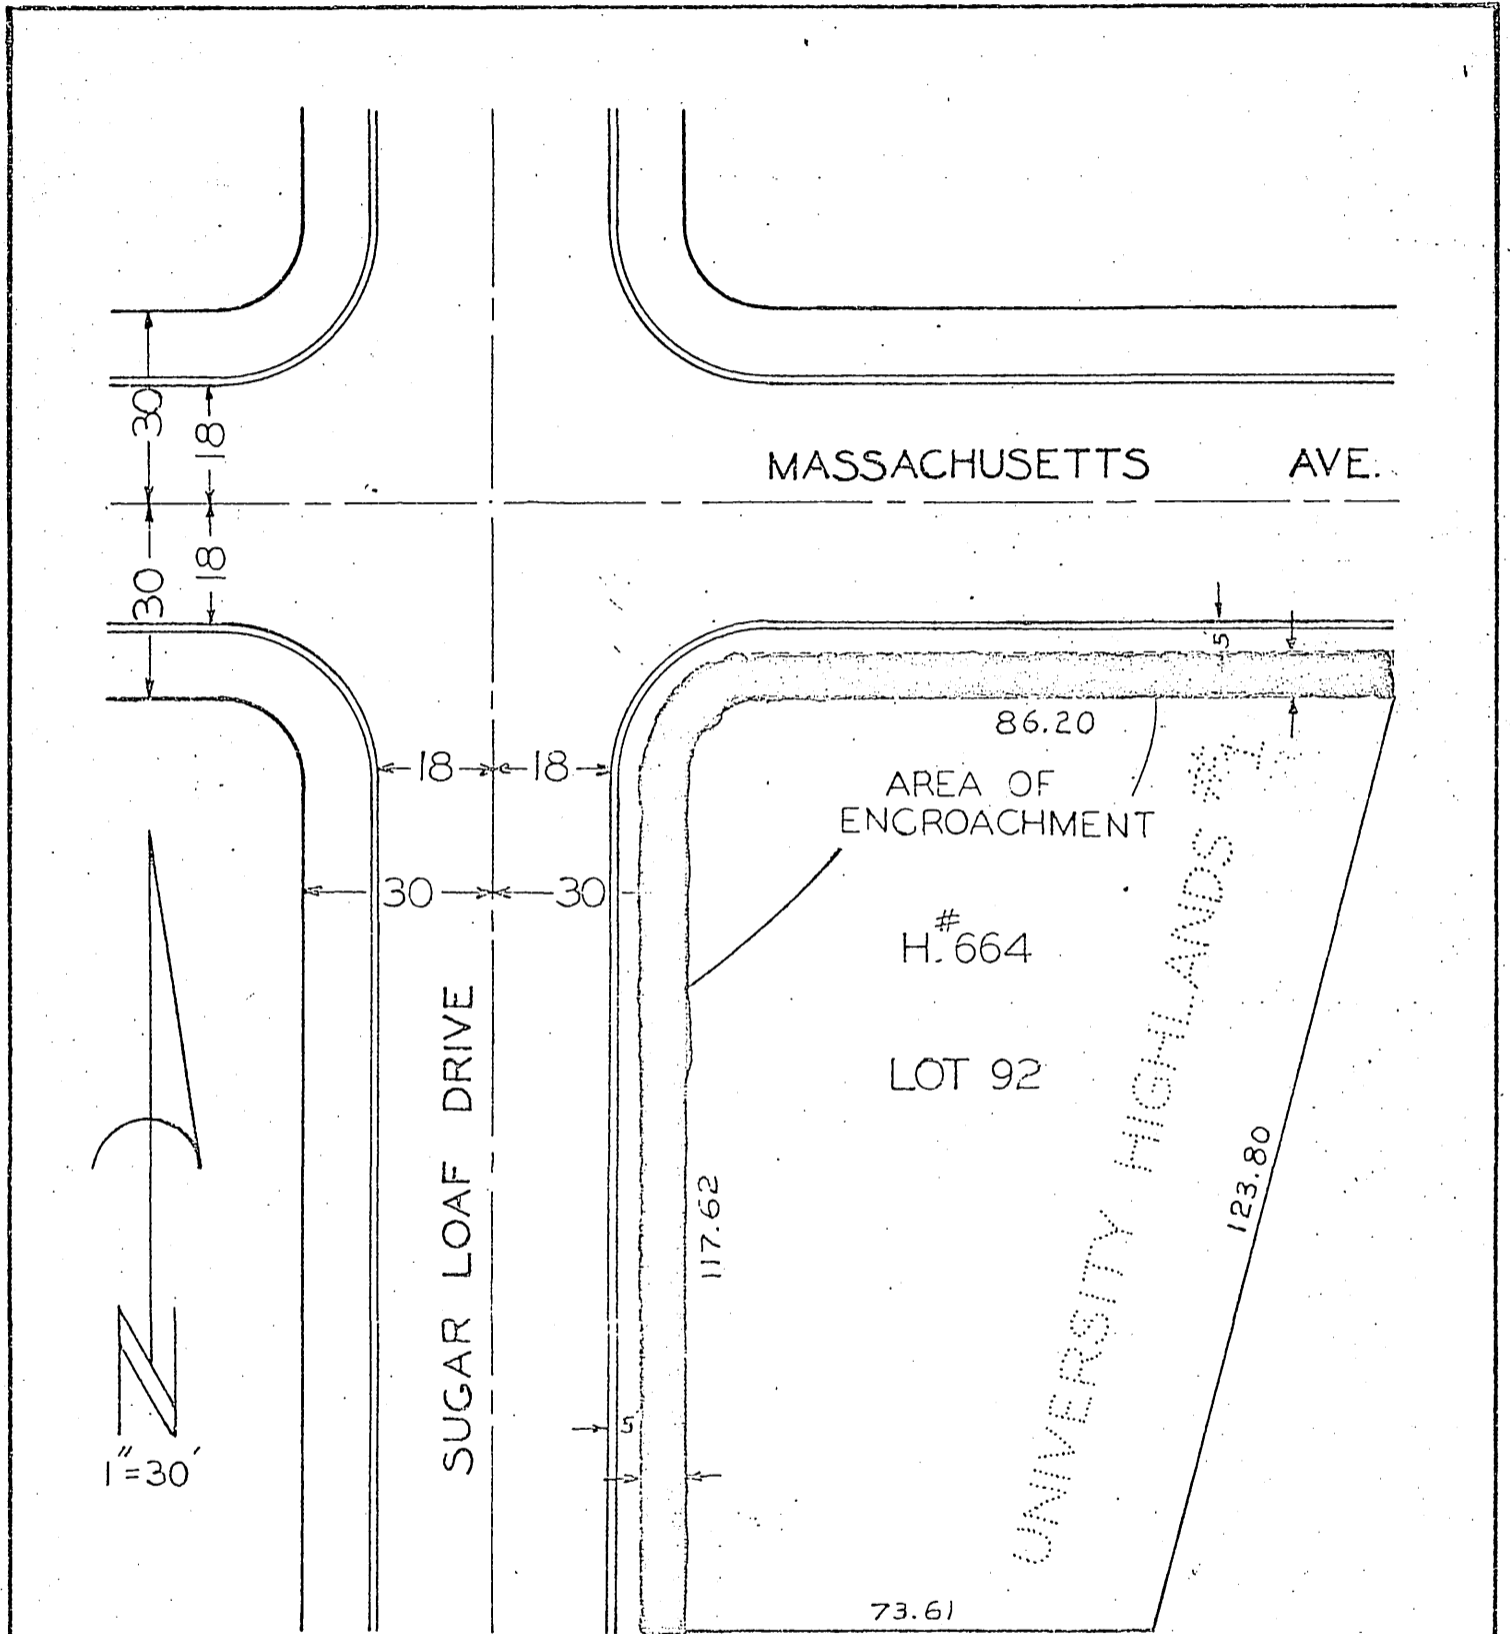 MASSACHUSETTS AVE.
30
18
30
18
5'
86.20
18
18
AREA OF
ENCROACHMENT
30
30
H.#664
LOT 92
UNIVERSITY HIGHLANDS #1
SUGAR LOAF DRIVE
117.62
123.80
5'
N
1"=30'
73.61